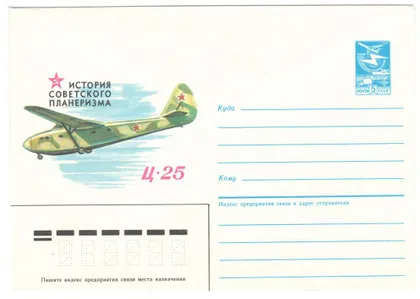 ИСТОРИЯ
СОВЕТСКОГО
ПЛАНЕРИЗМА
Ц·25
Куда
Кому
Индекс предприятия связи и адрес отправителя
Пишите индекс предприятия связи места назначения